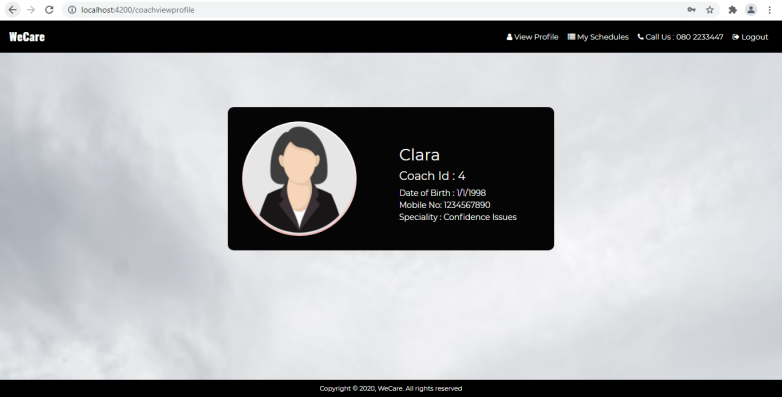 localhost:4200/coachviewprofile
WeCare
View Profile My Schedules Call Us : 080 2233447 Logout
Clara
Coach Id : 4
Date of Birth : 1/1/1998
Mobile No: 1234567890
Speciality : Confidence Issues
Copyright © 2020, WeCare. All rights reserved